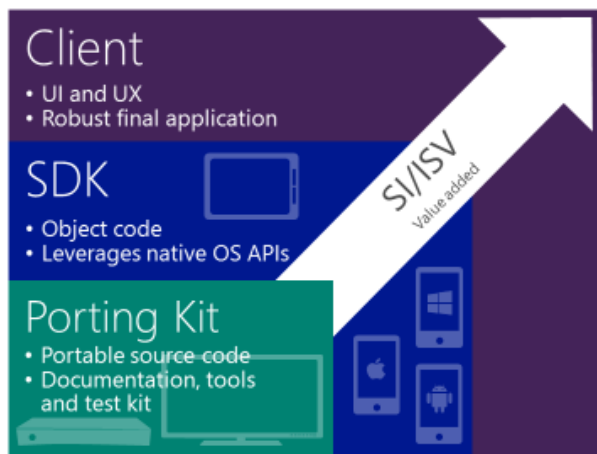 Client
• UI and UX
• Robust final application
SDK
• Object code
• Leverages native OS APIs
SI/ISV
Value added
Porting Kit
• Portable source code
• Documentation, tools
and test kit